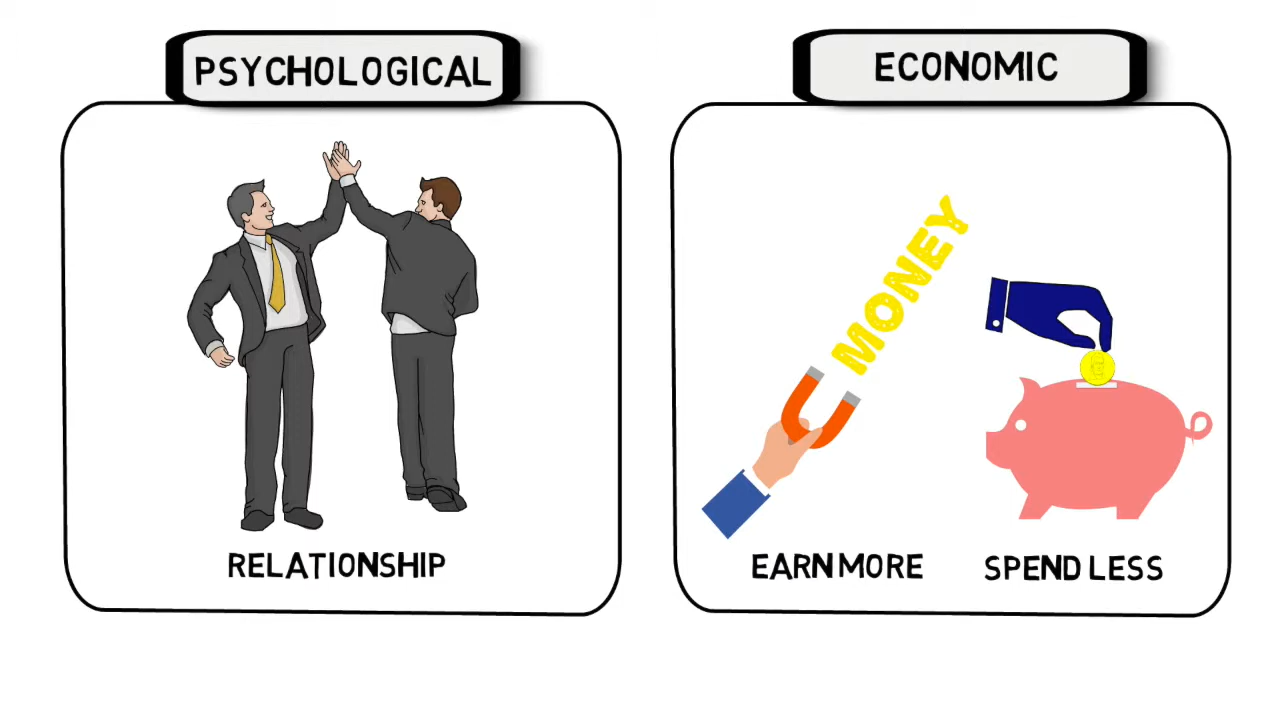 PSYCHOLOGICAL
RELATIONSHIP
ECONOMIC
MONEY
EARN MORE
SPEND LESS